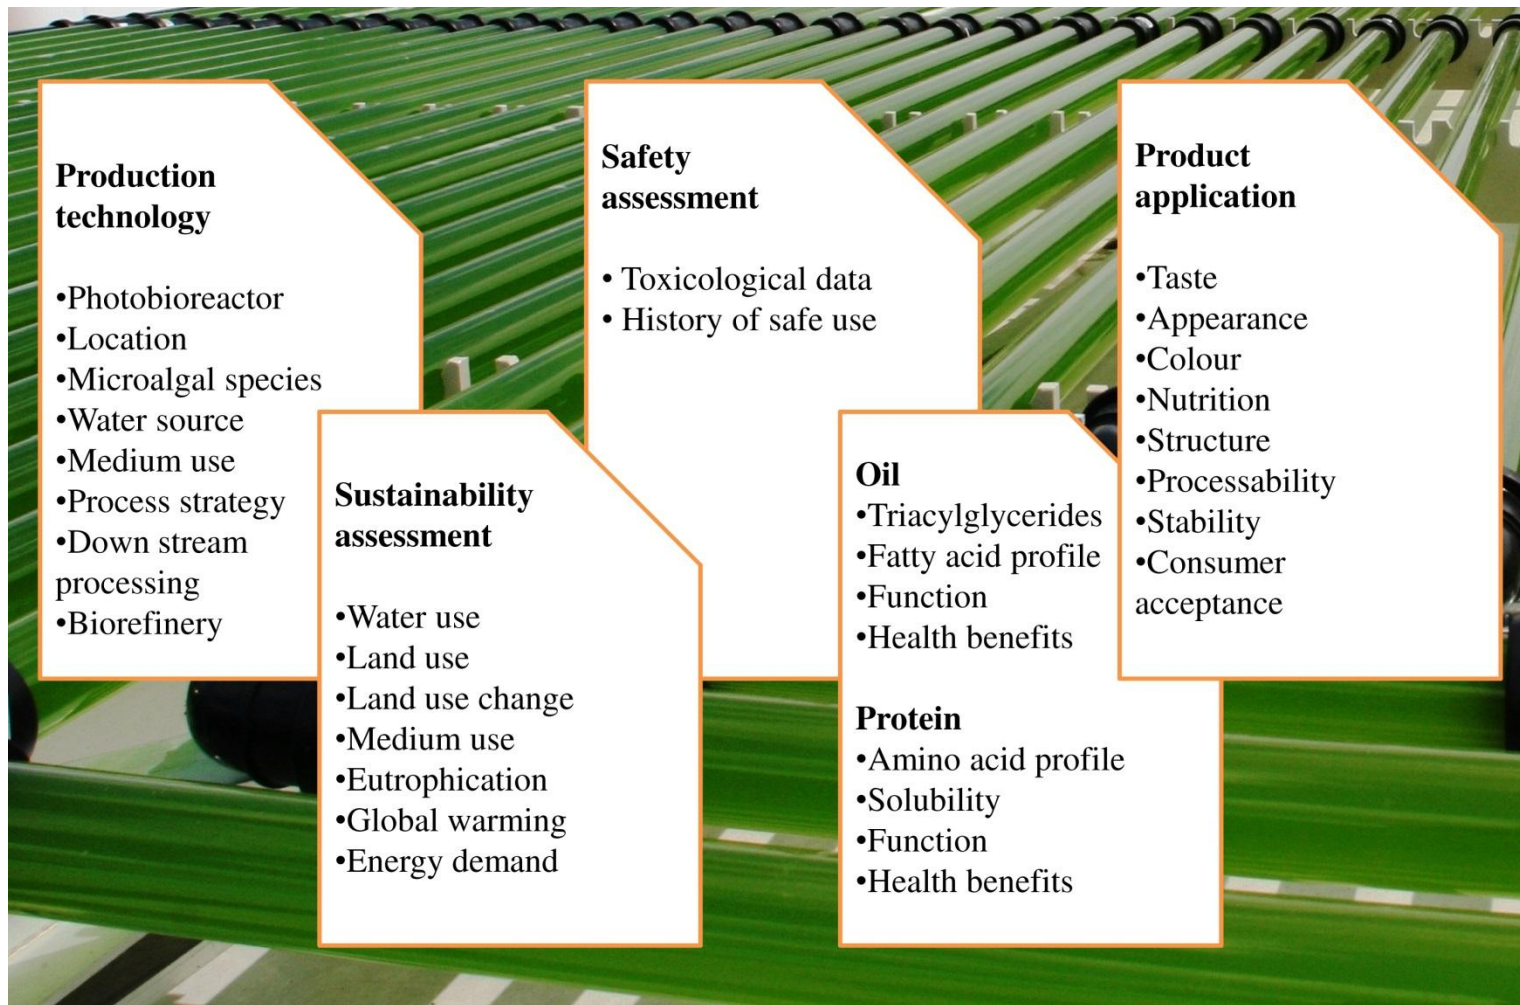 Production
technology
•Photobioreactor
•Location
•Microalgal species
•Water source
•Medium use
•Process strategy
•Down stream
processing
•Biorefinery
Sustainability
assessment
•Water use
•Land use
•Land use change
•Medium use
•Eutrophication
•Global warming
•Energy demand
Safety
assessment
• Toxicological data
• History of safe use
Oil
•Triacylglycerides
•Fatty acid profile
•Function
•Health benefits
Protein
•Amino acid profile
•Solubility
•Function
•Health benefits
Product
application
•Taste
•Appearance
•Colour
•Nutrition
•Structure
•Processability
•Stability
•Consumer
acceptance